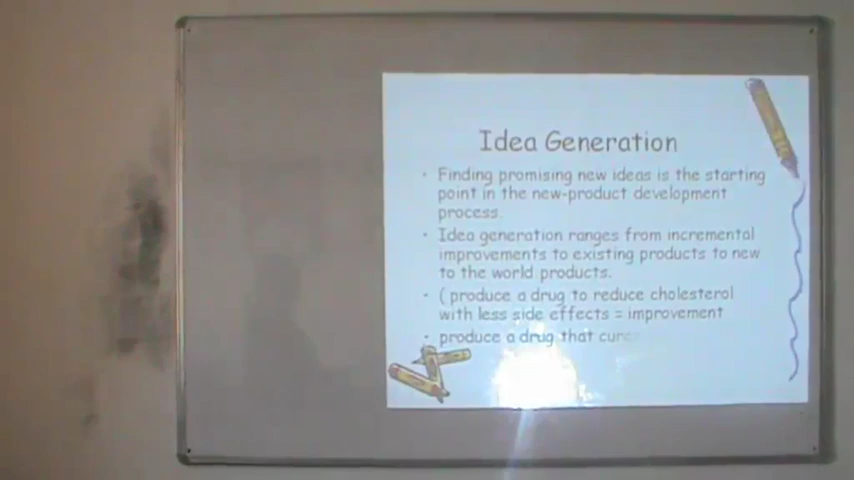 Idea Generation
• Finding promising new ideas is the starting
point in the new-product development
process.
• Idea generation ranges from incremental
improvements to existing products to new
to the world products.
• ( produce a drug to reduce cholesterol
with less side effects = improvement
• produce a drug that